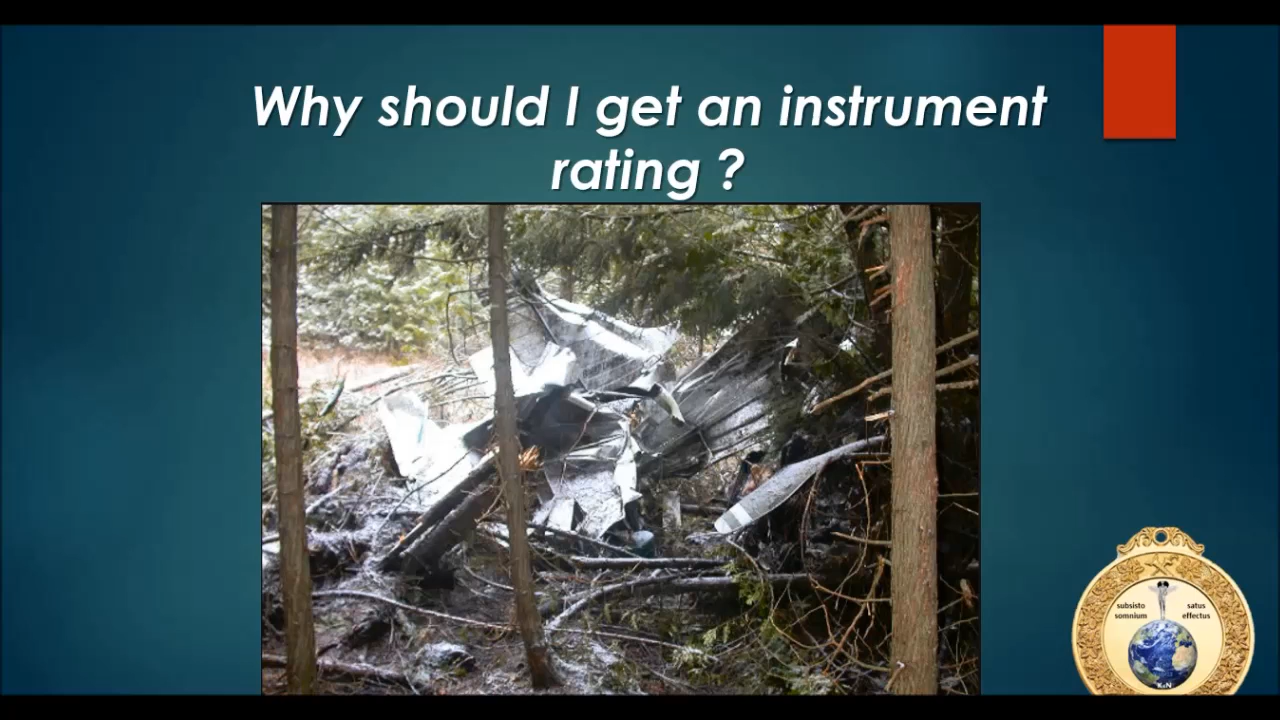 Why should I get an instrument
rating ?
subsisto
somnium
satus
effectus